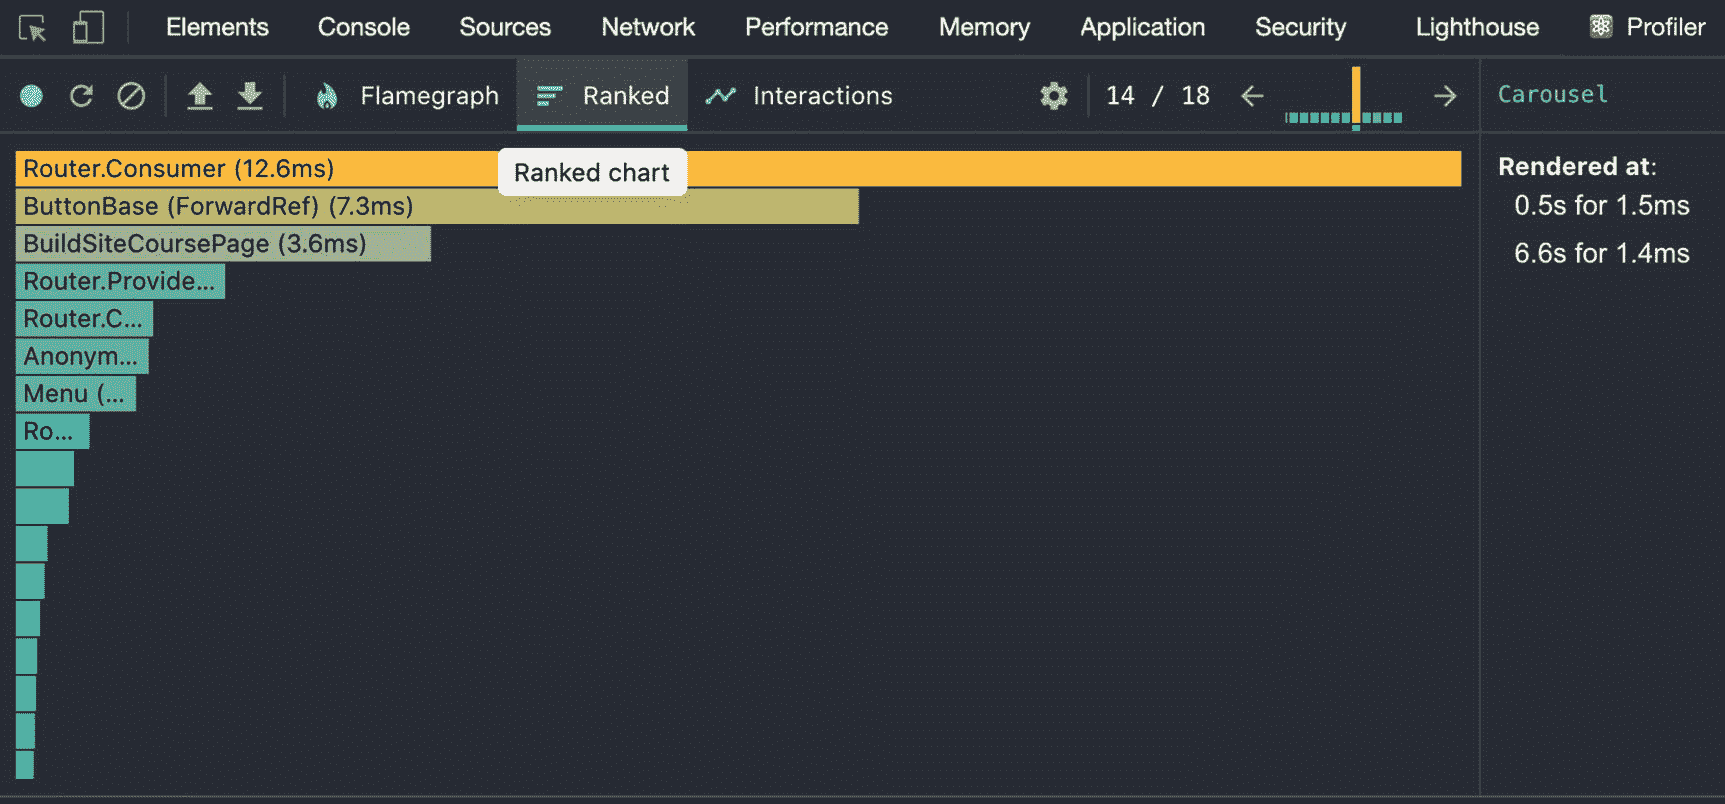 Elements Console Sources Network Performance Memory Application Security Lighthouse Profiler
Flamegraph Ranked Interactions 14 / 18 Carousel
Router.Consumer (12.6ms)
Ranked chart
ButtonBase (ForwardRef) (7.3ms)
BuildSiteCoursePage (3.6ms)
Router.Provide...
Router.C...
Anonym...
Menu (...
Ro...
Rendered at:
0.5s for 1.5ms
6.6s for 1.4ms